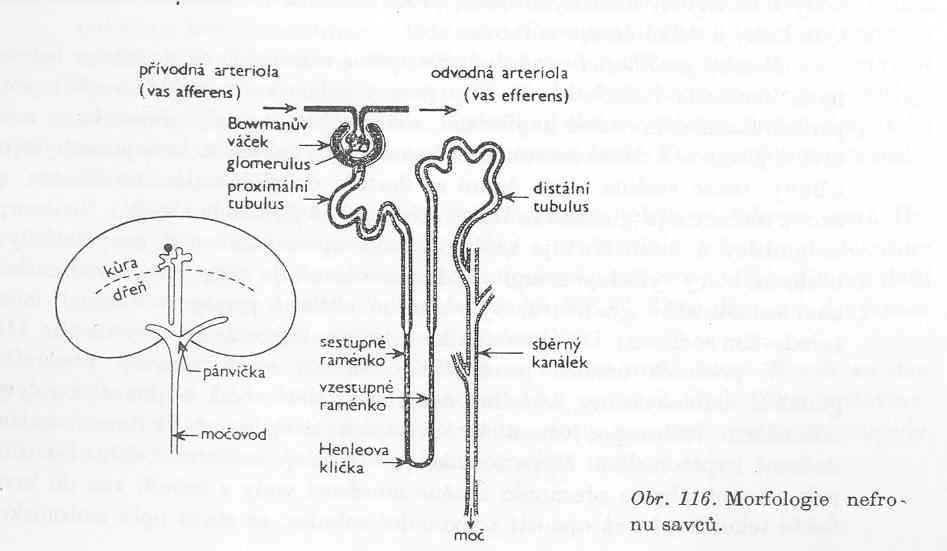 přívodná arteriola
(vas afferens)
odvodná arteriola
(vas efferens)
Bowmanův
váček
glomerulus
proximální
tubulus
distální
tubulus
kůra
dřeň
pánvička
močovod
sestupné
raménko
vzestupné
raménko
Henleova
klička
sběrný
kanálek
moč
Obr. 116. Morfologie nefro-
nu savců.